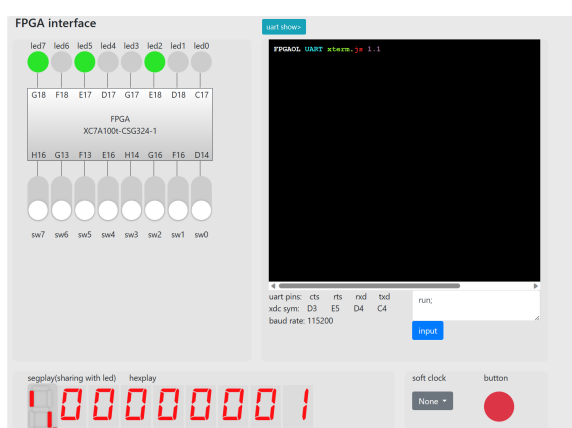 FPGA interface
led7 led6 led5 led4 led3 led2 led1 led0
G18 F18 E17 D17 G17 E18 D18 C17
FPGA
XC7A100t-CSG324-1
H16 G13 F13 E16 H14 G16 F16 D14
sw7 sw6 sw5 sw4 sw3 sw2 sw1 sw0
uart show>
FPGAOL UART xterm.js 1.1
uart pins: cts rts rxd txd
xdc sym: D3 E5 D4 C4
baud rate: 115200
run;
input
segplay(sharing with led) hexplay
00000001
soft clock button
None